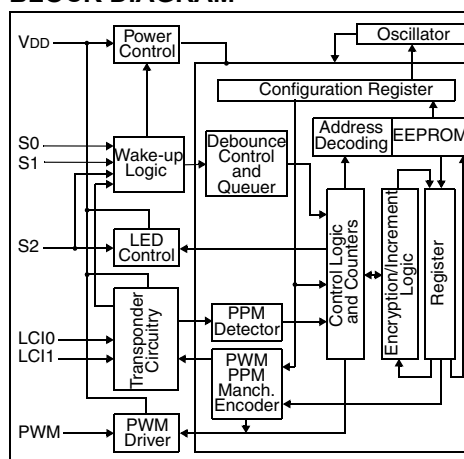 BLOCK DIAGRAM
VDD
Power
Control
Oscillator
Configuration Register
S0
S1
Wake-up
Logic
Debounce
Control
and
Queuer
Address
Decoding
EEPROM
S2
LED
Control
Control Logic
and Counters
Encryption/Increment
Logic
Register
LCI0
LCI1
Transponder
Circuitry
PPM
Detector
PWM
PPM
Manch.
Encoder
PWM
PWM
Driver